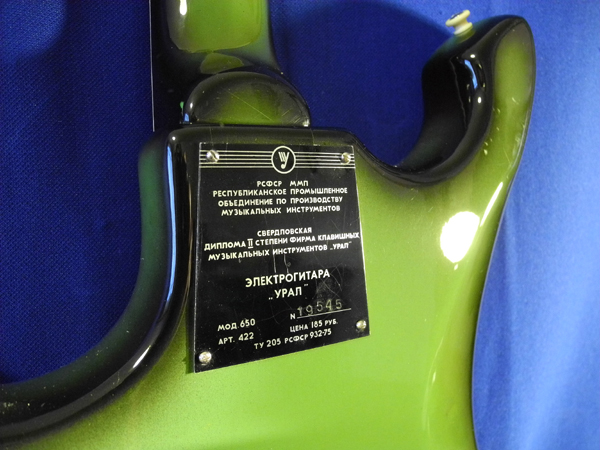 РСФСР ММП
РЕСПУБЛИКАНСКОЕ ПРОМЫШЛЕННОЕ
ОБЪЕДИНЕНИЕ ПО ПРОИЗВОДСТВУ
МУЗЫКАЛЬНЫХ ИНСТРУМЕНТОВ
СВЕРДЛОВСКАЯ
ДИПЛОМА II СТЕПЕНИ ФИРМА КЛАВИШНЫХ
МУЗЫКАЛЬНЫХ ИНСТРУМЕНТОВ „УРАЛ"
ЭЛЕКТРОГИТАРА
„УРАЛ"
N 19545
МОД. 650 ЦЕНА 185 РУБ.
АРТ. 422 ТУ 205 РСФСР 932-75